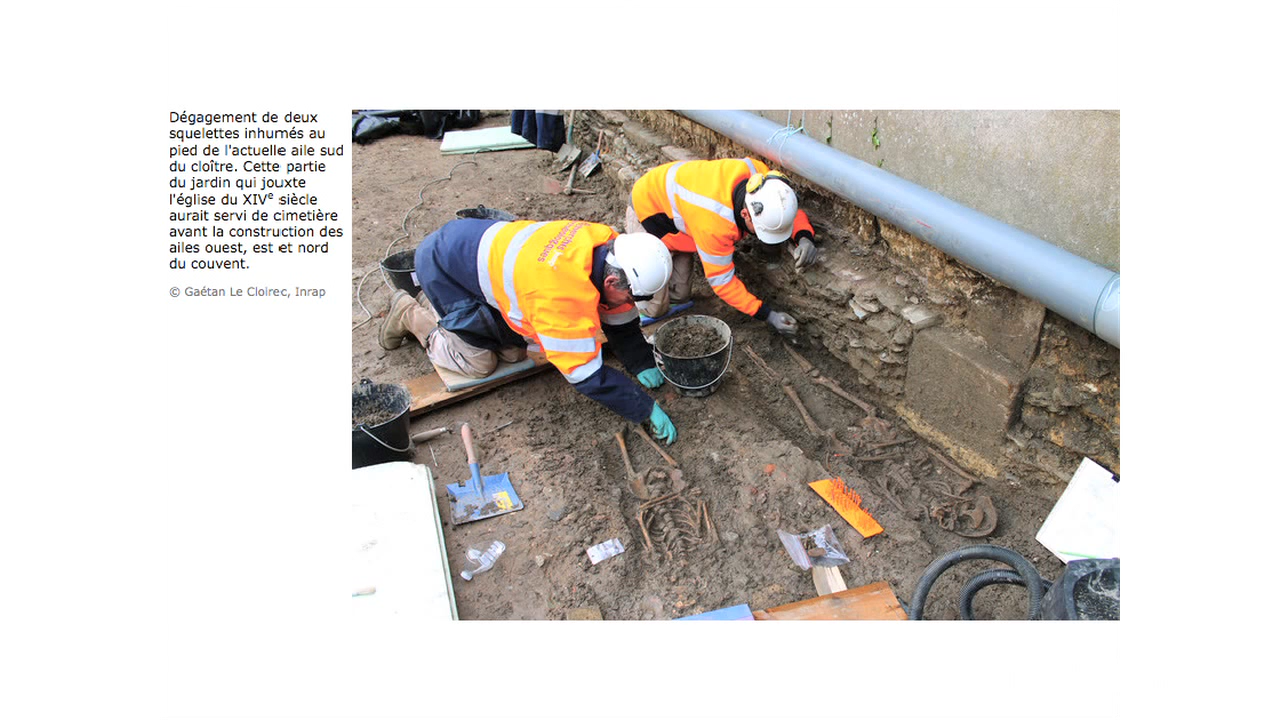 Dégagement de deux
squelettes inhumés au
pied de l'actuelle aile sud
du cloître. Cette partie
du jardin qui jouxte
l'église du XIVe siècle
aurait servi de cimetière
avant la construction des
ailes ouest, est et nord
du couvent.
© Gaétan Le Cloirec, Inrap